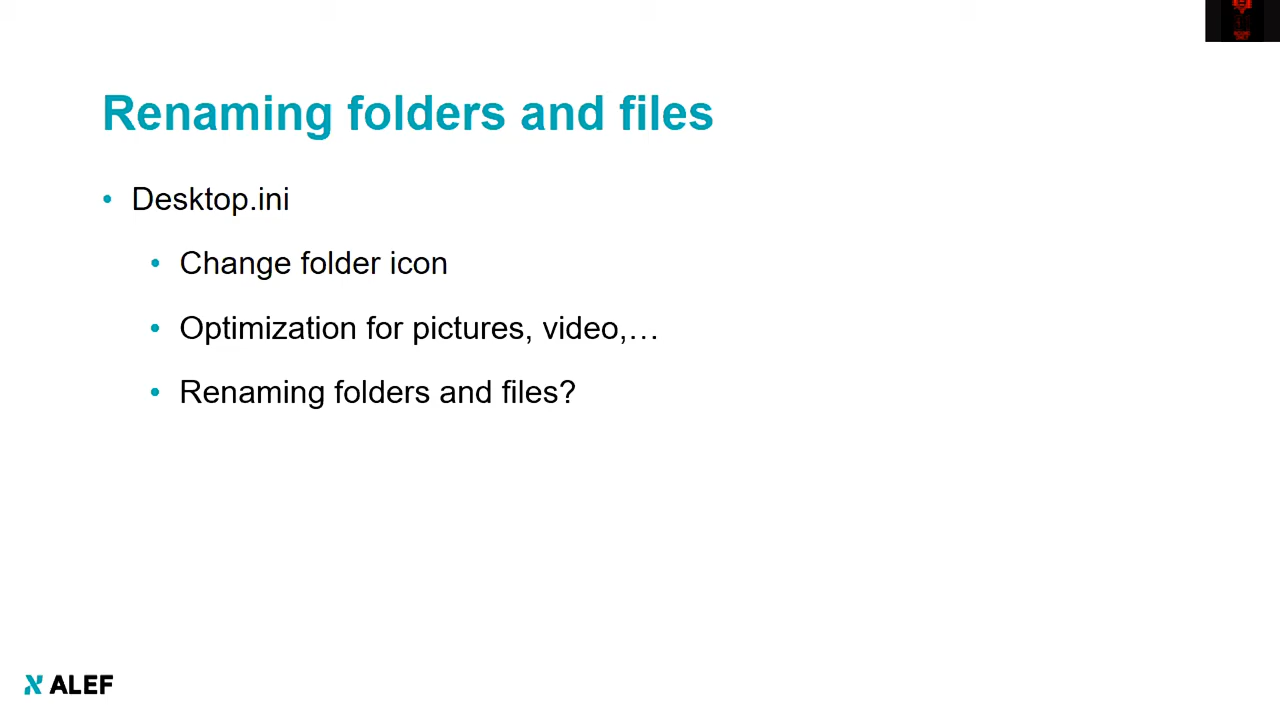 Renaming folders and files
• Desktop.ini
• Change folder icon
• Optimization for pictures, video,…
• Renaming folders and files?
ALEF